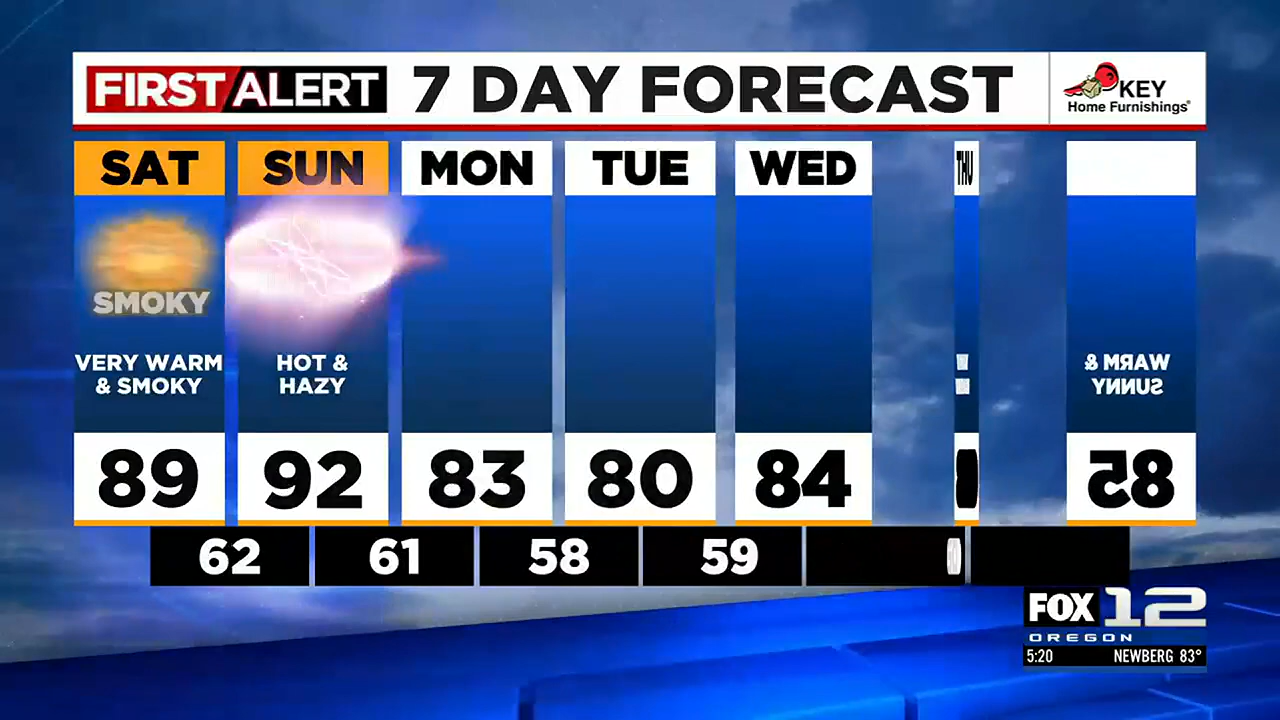 FIRST ALERT 7 DAY FORECAST
KEY
Home Furnishings
SAT SUN MON TUE WED THU
SMOKY
VERY WARM
& SMOKY
HOT &
HAZY
WARM &
SUNNY
89 92 83 80 84 85
62 61 58 59
FOX 12
OREGON
5:20 NEWBERG 83°